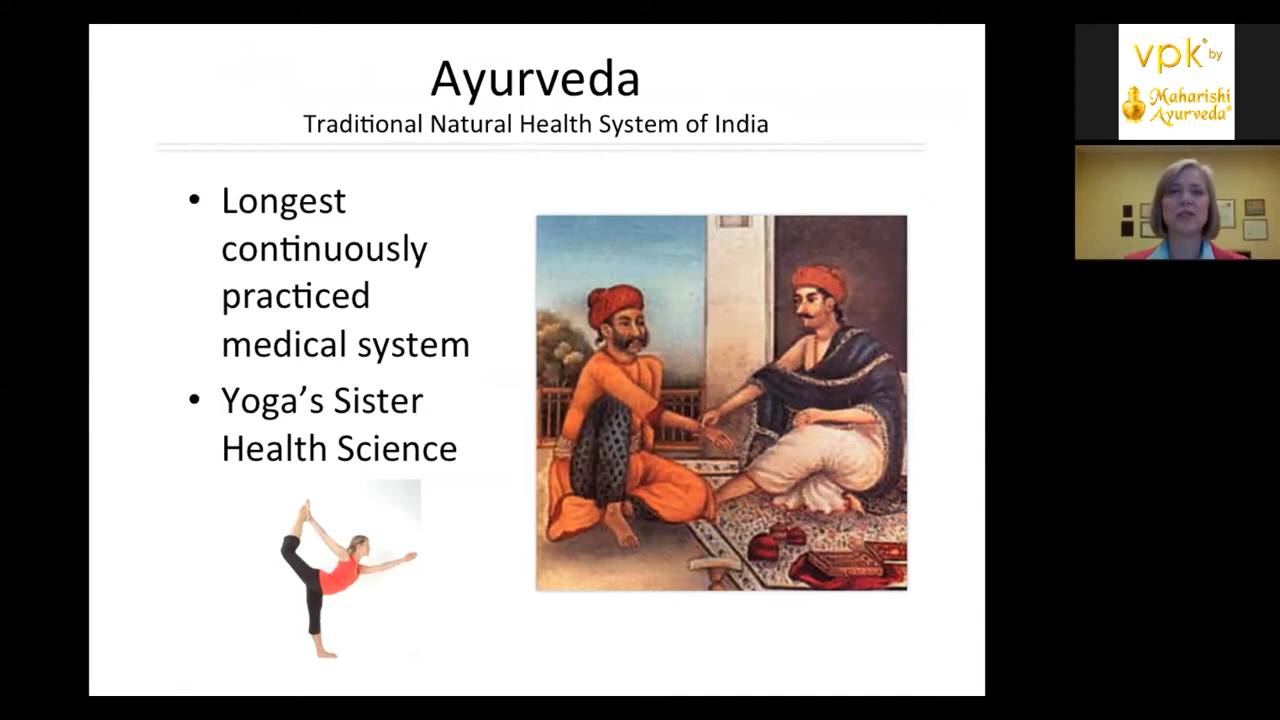 Ayurveda
Traditional Natural Health System of India
• Longest
continuously
practiced
medical system
• Yoga’s Sister
Health Science
vpk® by
Maharishi
Ayurveda®